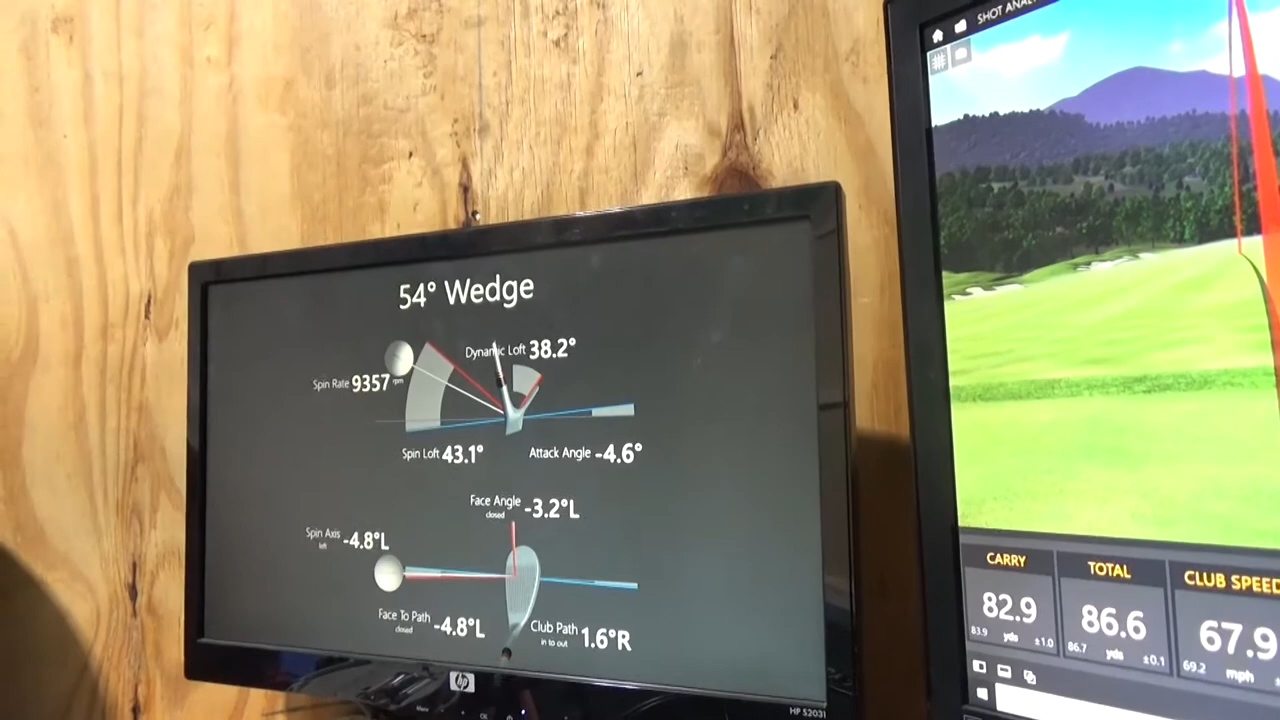 54° Wedge
Dynamic Loft 38.2°
Spin Rate 9357 rpm
Spin Loft 43.1°
Attack Angle -4.6°
Face Angle -3.2°L
closed
Spin Axis -4.8°L
left
Face To Path -4.8°L
closed
Club Path 1.6°R
in to out
hp
HP S2031
SHOT ANAL
CARRY
82.9
83.9 yds ±1.0
TOTAL
86.6
86.7 yds ±0.1
CLUB SPEED
67.9
69.2 mph ±